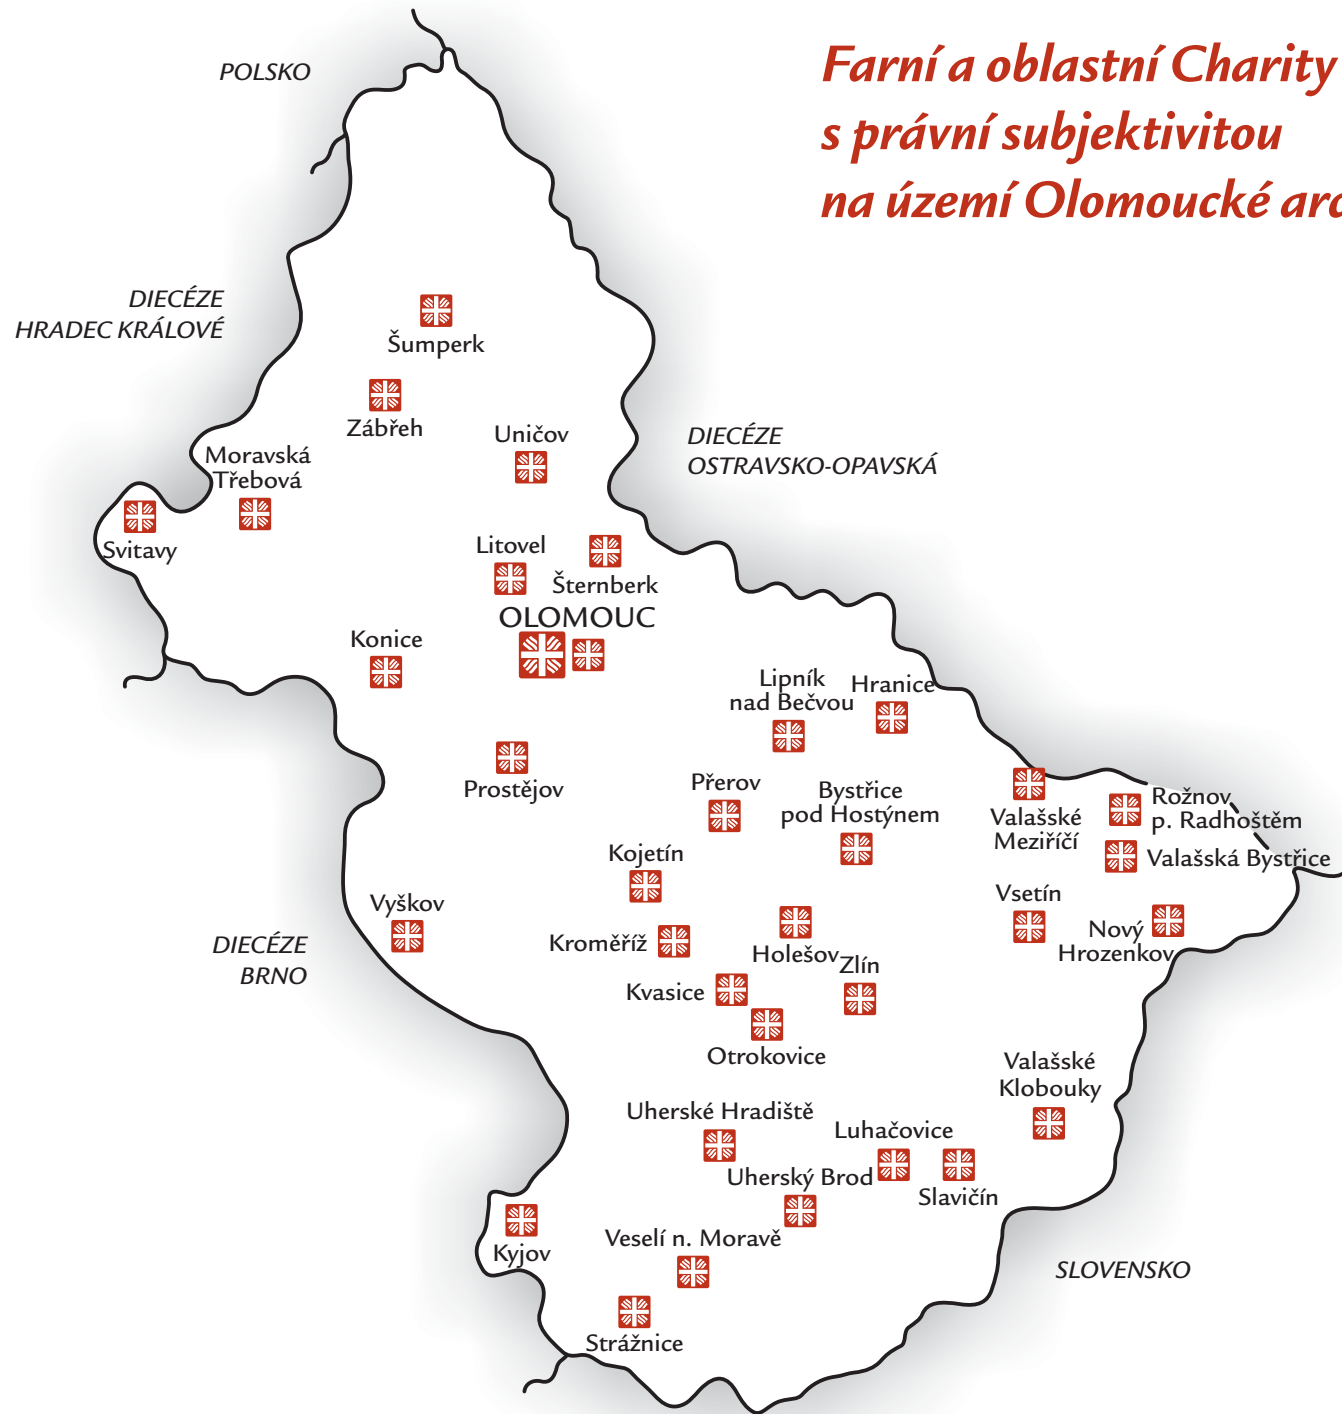 Farní a oblastní Charity
s právní subjektivitou
na území Olomoucké
POLSKO
DIECÉZE
HRADEC KRÁLOVÉ
Šumperk
Zábřeh
Uničov
DIECÉZE
OSTRAVSKO-OPAVSKÁ
Moravská
Třebová
Svitavy
Litovel
Šternberk
OLOMOUC
Konice
Lipník
nad Bečvou
Hranice
Prostějov
Přerov
Bystřice
pod Hostýnem
Valašské
Meziříčí
Rožnov
p. Radhoštěm
Valašská Bystřice
Kojetín
Vyškov
Vsetín
DIECÉZE
BRNO
Kroměříž
Holešov
Nový
Hrozenkov
Zlín
Kvasice
Otrokovice
Valašské
Klobouky
Uherské Hradiště
Luhačovice
Uherský Brod
Slavičín
Kyjov
Veselí n. Moravě
SLOVENSKO
Strážnice